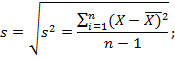 s = √s² = √(∑ⁿᵢ₌₁(X − X̅)² / (n − 1));